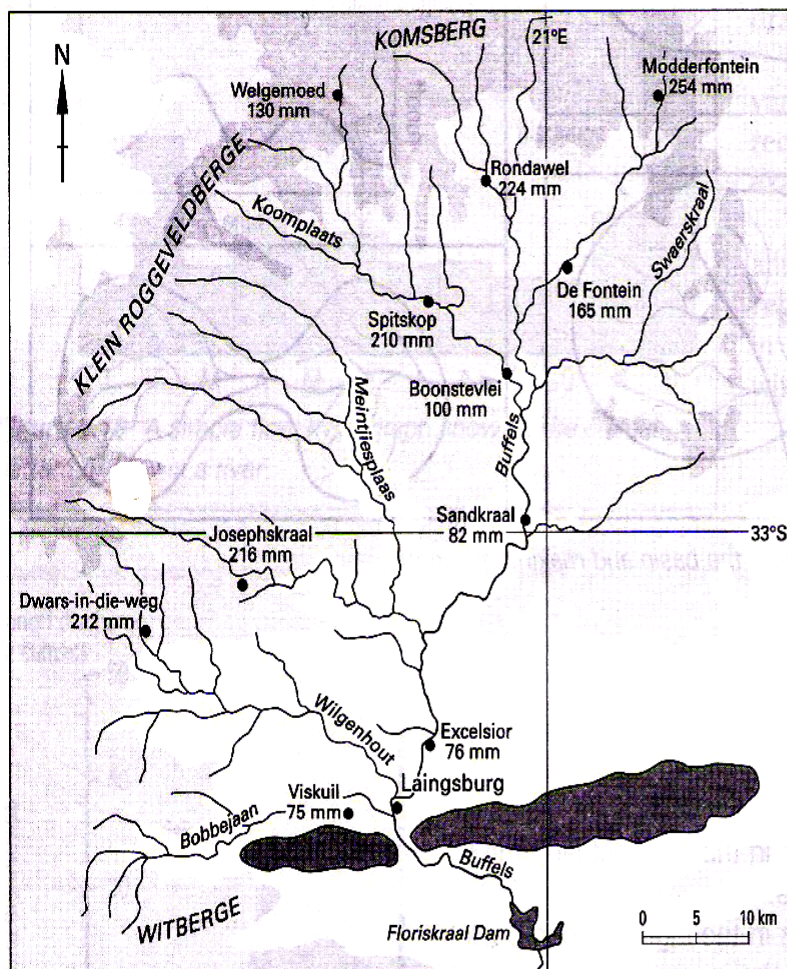 KOMSBERG
21°E
N
Modderfontein
254 mm
Welgemoed
130 mm
Rondawel
224 mm
KLEIN ROGGEVELDBERGE
Koornplaats
Swaerskraal
De Fontein
165 mm
Spitskop
210 mm
Boonstevlei
100 mm
Meintjiesplaas
Buffels
Sandkraal
82 mm
33°S
Josephskraal
216 mm
Dwars-in-die-weg
212 mm
Wilgenhout
Excelsior
76 mm
Laingsburg
Viskuil
75 mm
Bobbejaan
Buffels
WITBERGE
Floriskraal Dam
0 5 10 km